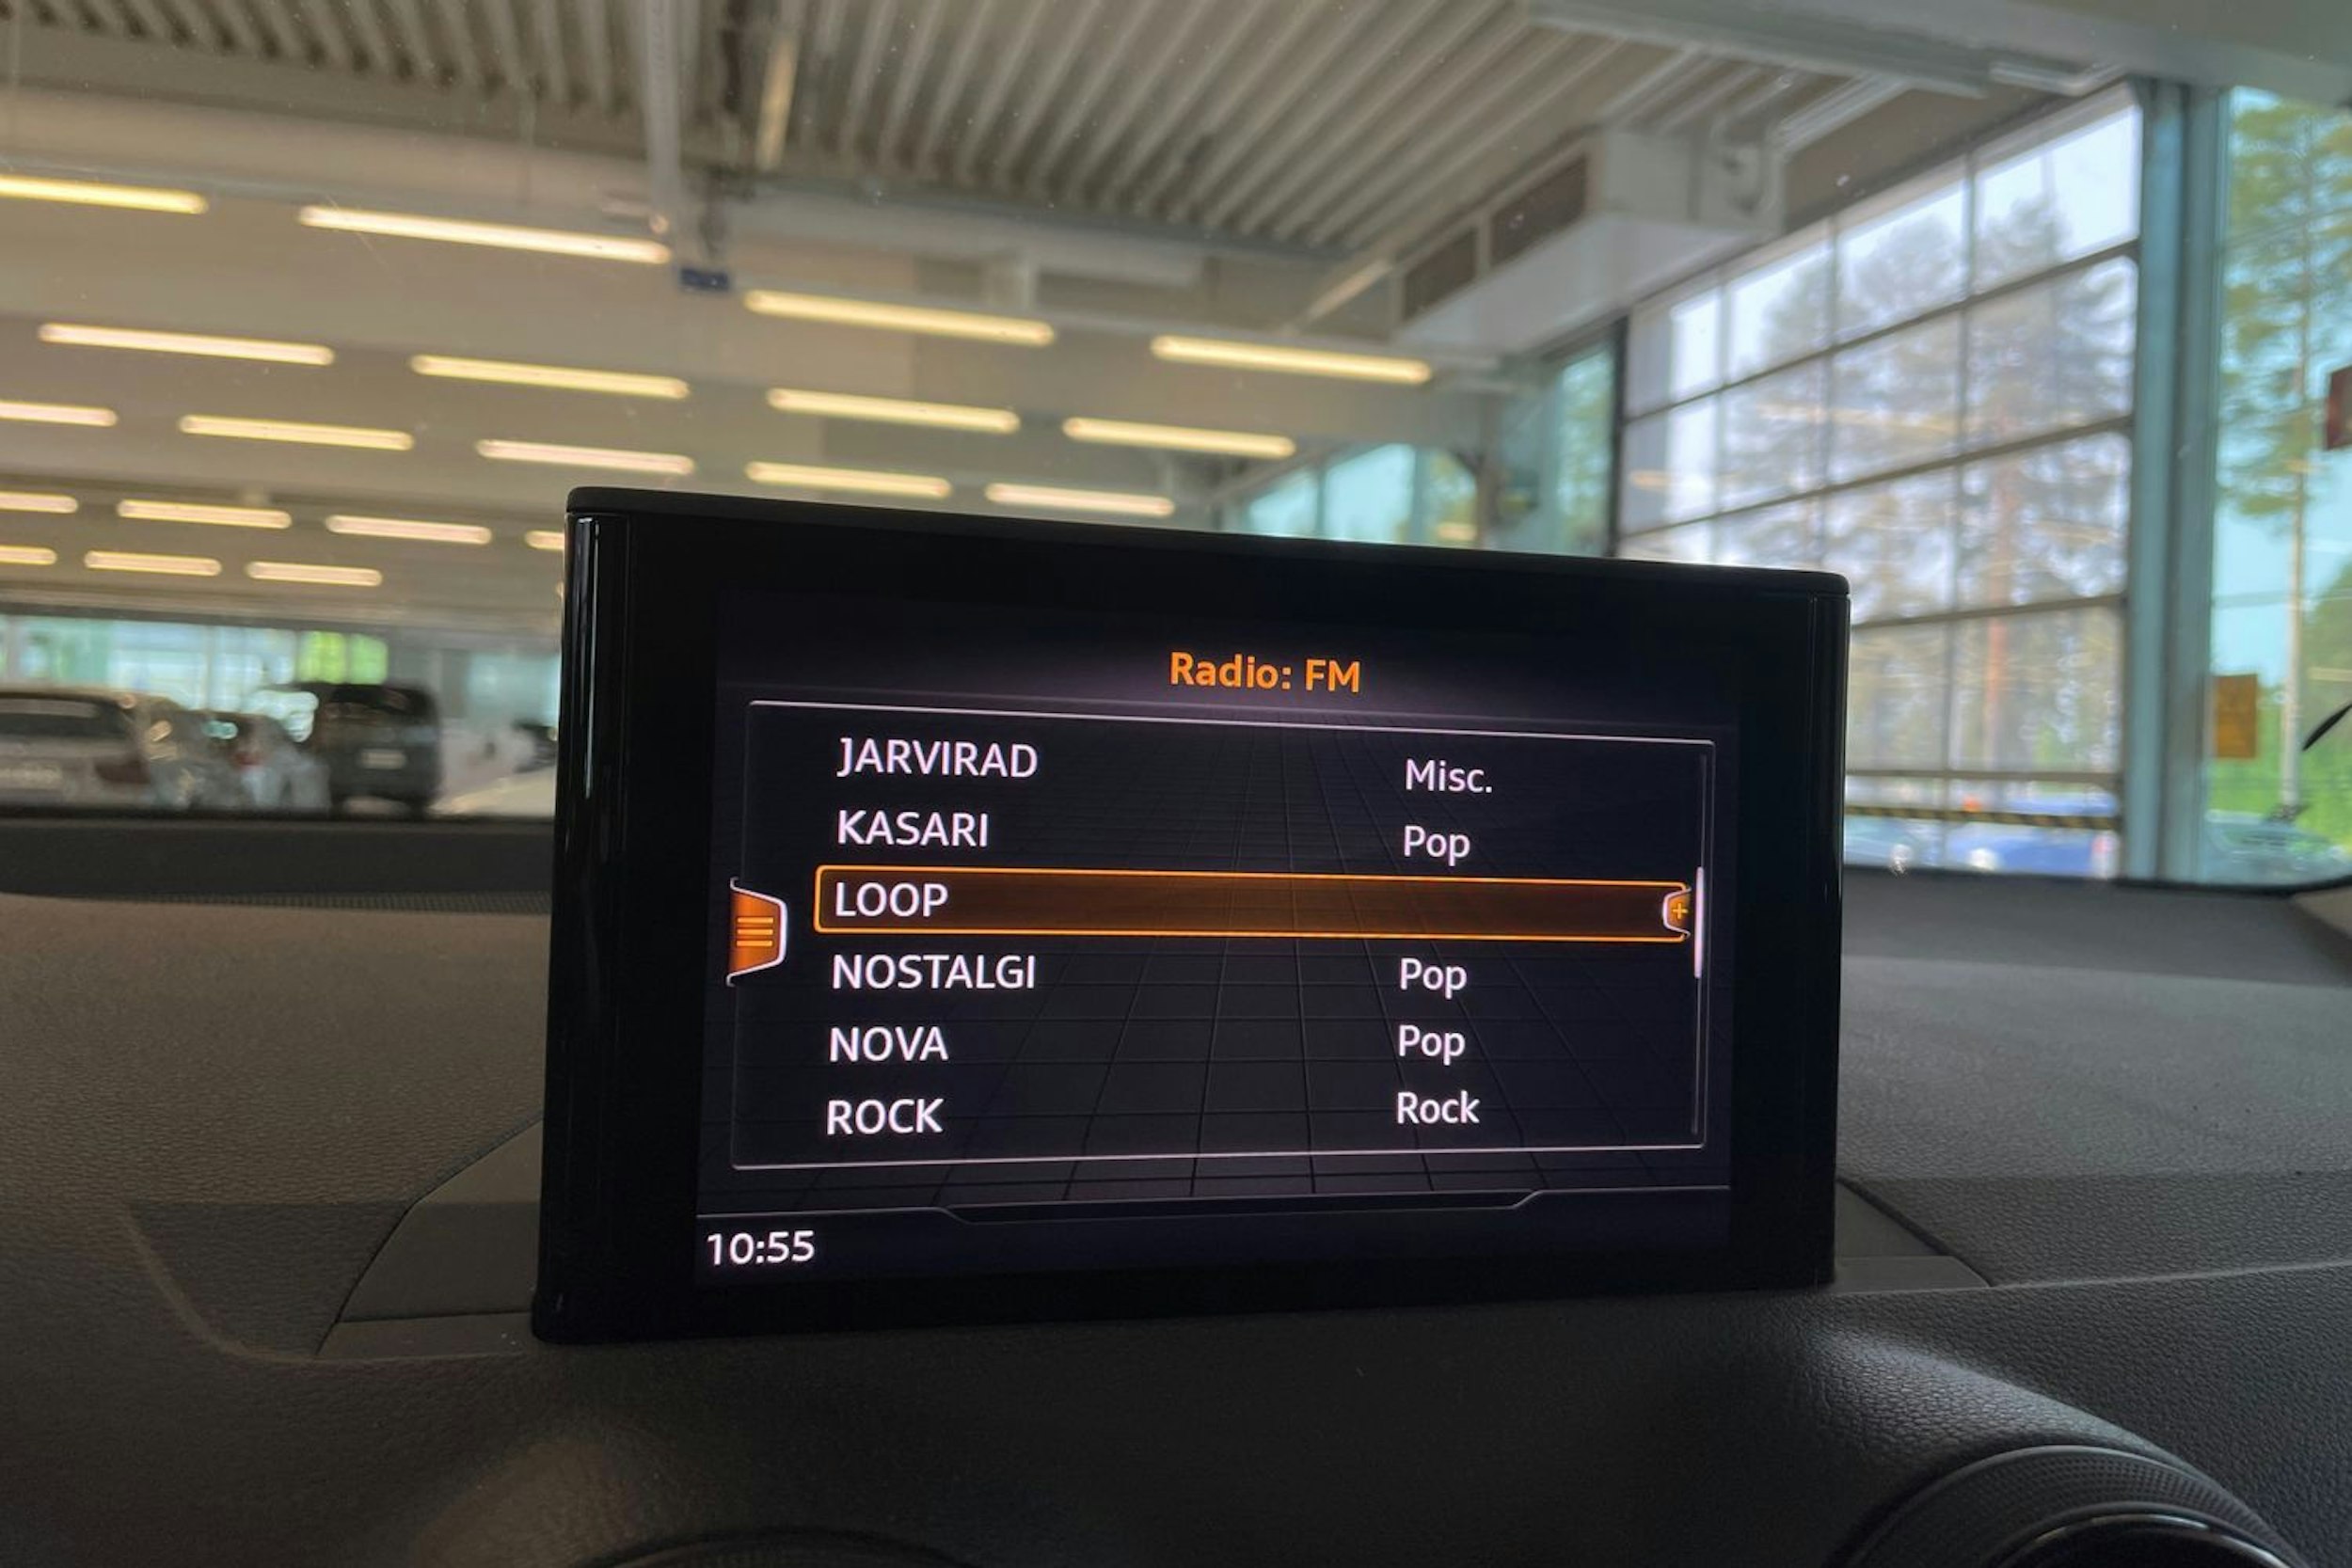 Radio: FM
JARVIRAD Misc.
KASARI Pop
LOOP
NOSTALGI Pop
NOVA Pop
ROCK Rock
10:55